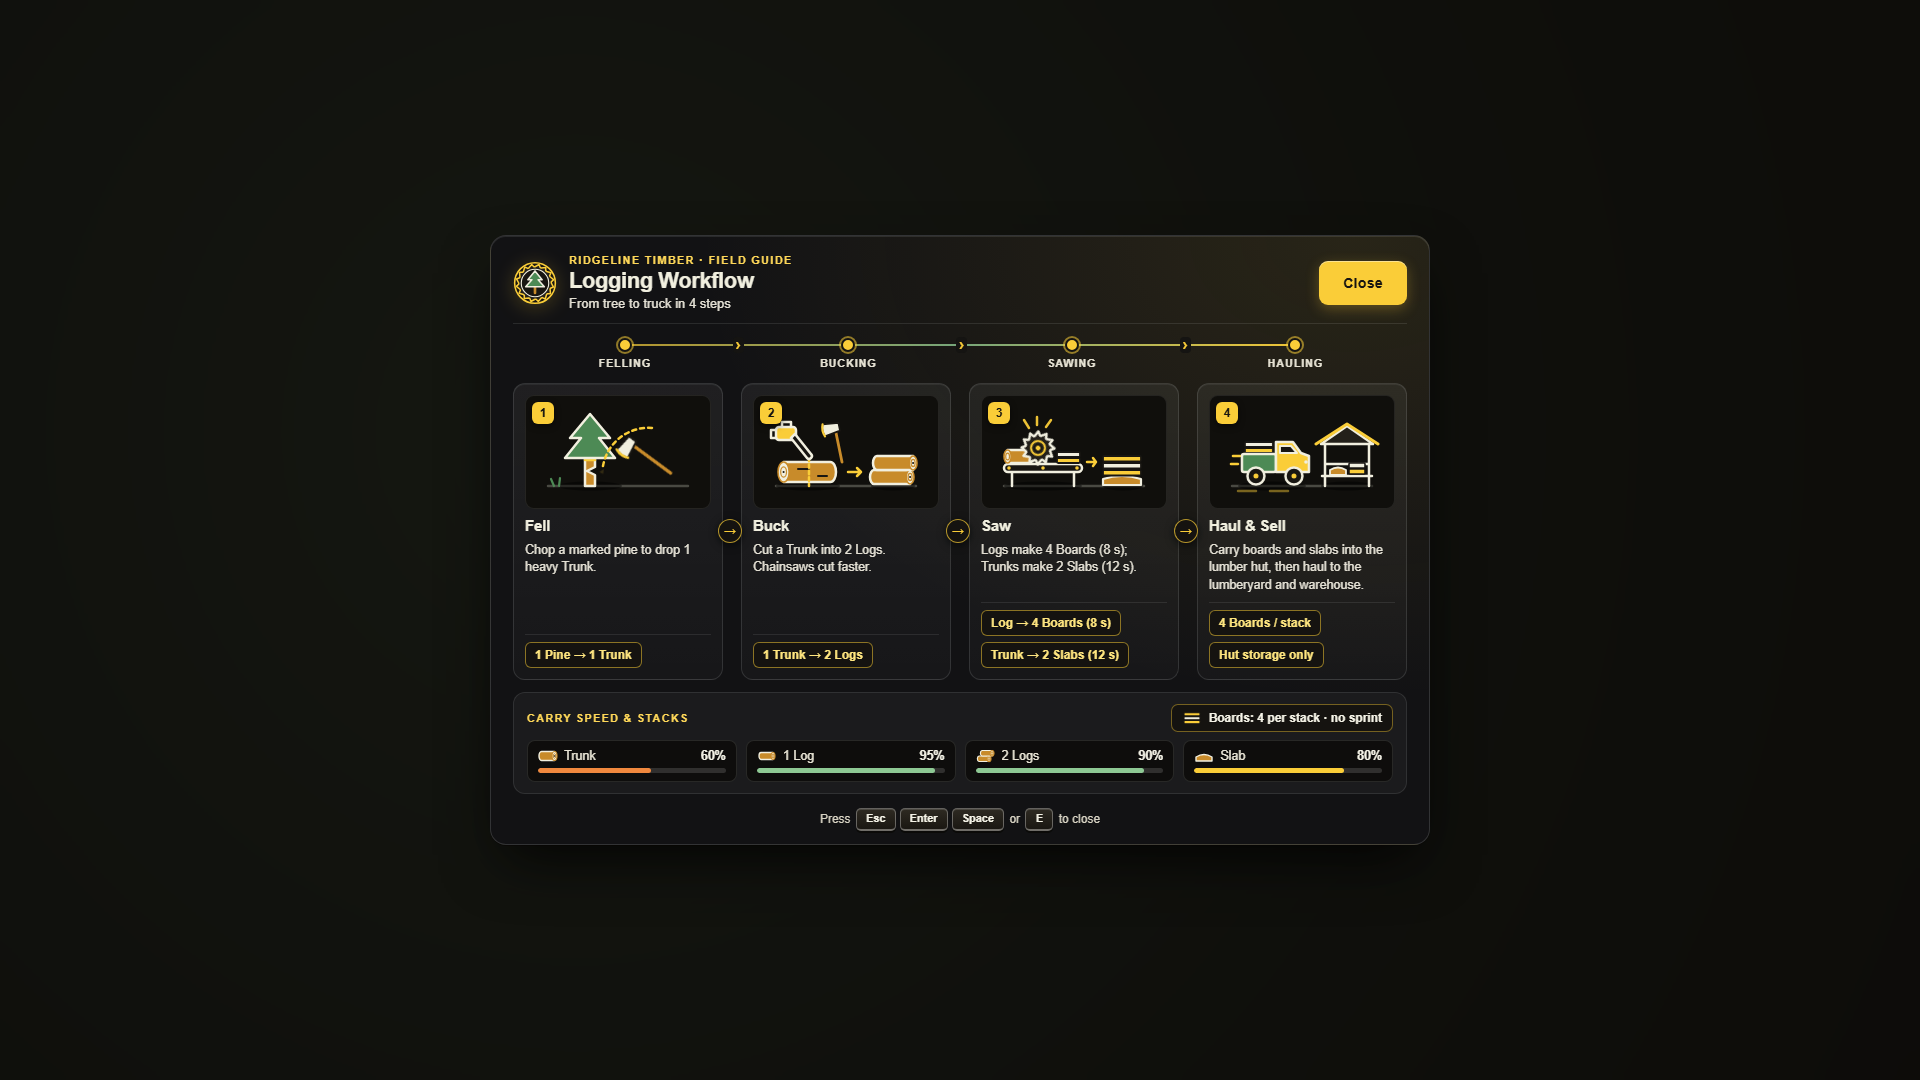 RIDGELINE TIMBER · FIELD GUIDE
Logging Workflow
From tree to truck in 4 steps
Close
FELLING
BUCKING
SAWING
HAULING
1
Fell
Chop a marked pine to drop 1
heavy Trunk.
1 Pine → 1 Trunk
2
Buck
Cut a Trunk into 2 Logs.
Chainsaws cut faster.
1 Trunk → 2 Logs
3
Saw
Logs make 4 Boards (8 s);
Trunks make 2 Slabs (12 s).
Log → 4 Boards (8 s)
Trunk → 2 Slabs (12 s)
4
Haul & Sell
Carry boards and slabs into the
lumber hut, then haul to the
lumberyard and warehouse.
4 Boards / stack
Hut storage only
CARRY SPEED & STACKS
Boards: 4 per stack · no sprint
Trunk 60%
1 Log 95%
2 Logs 90%
Slab 80%
Press Esc Enter Space or E to close